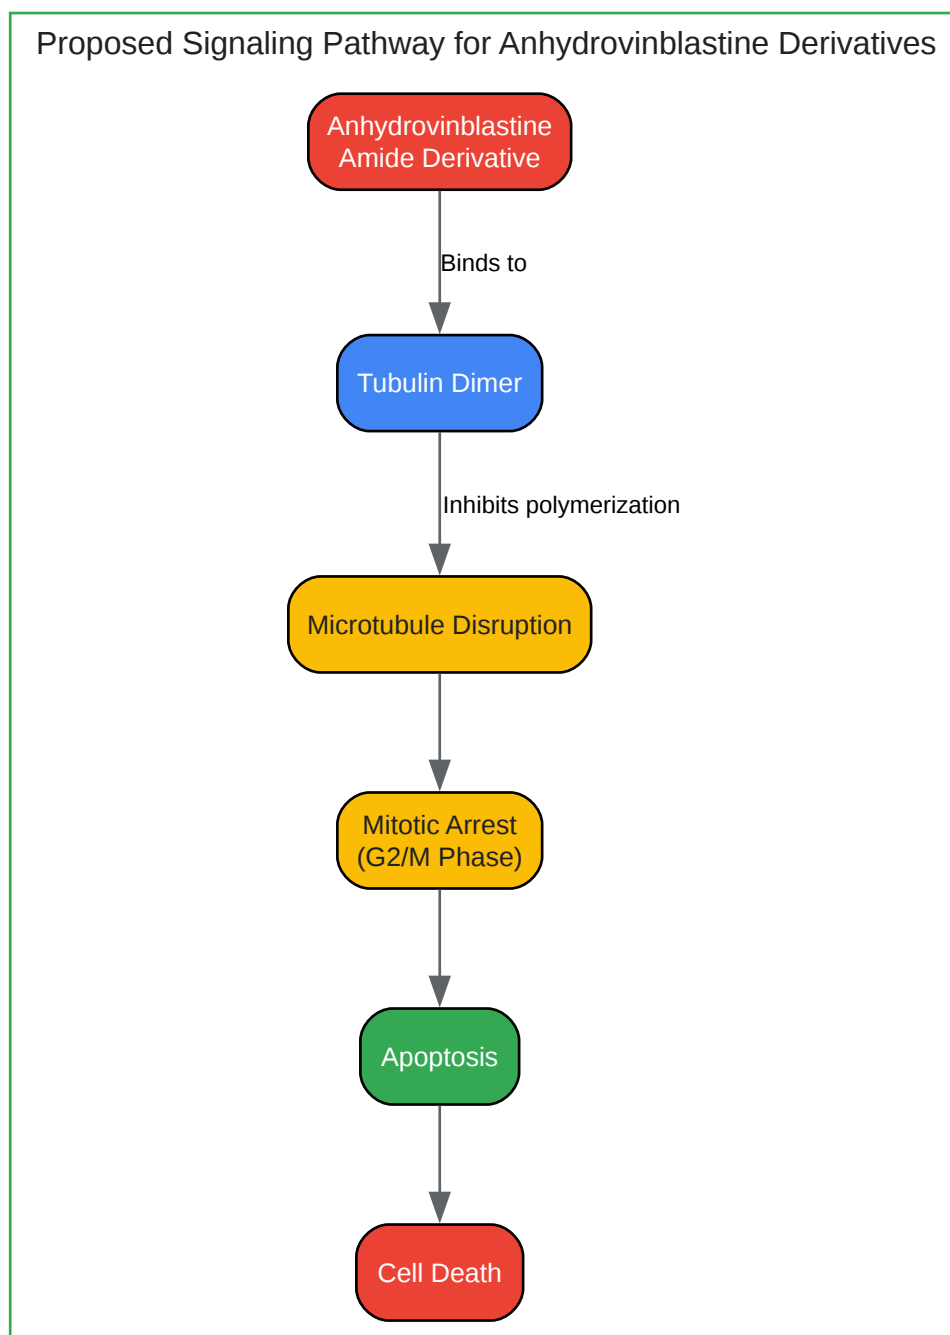 Proposed Signaling Pathway for Anhydrovinblastine Derivatives
Anhydrovinblastine
Amide Derivative
Binds to
Tubulin Dimer
Inhibits polymerization
Microtubule Disruption
Mitotic Arrest
(G2/M Phase)
Apoptosis
Cell Death